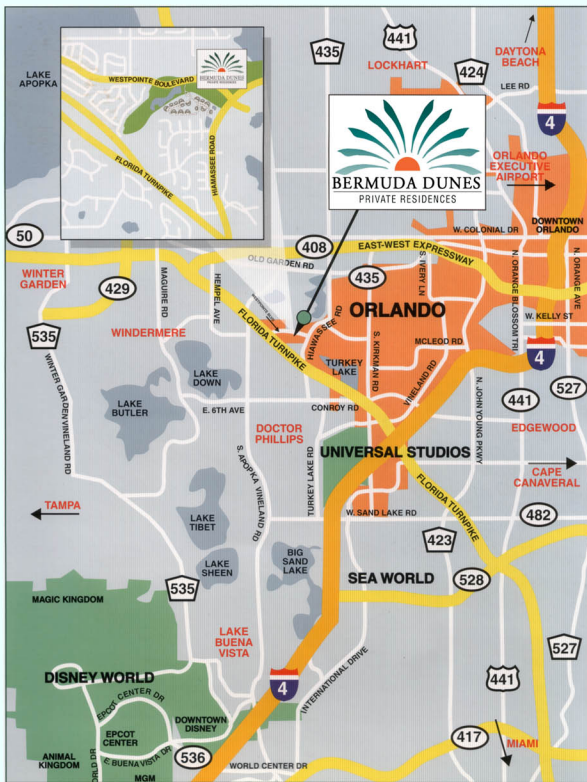 LAKE
APOPKA
WESTPOINTE BOULEVARD
BERMUDA DUNES
PRIVATE RESIDENCES
FLORIDA TURNPIKE
HIAMASSEE ROAD
435
441
LOCKHART
424
DAYTONA
BEACH
LEE RD
4
BERMUDA DUNES
PRIVATE RESIDENCES
ORLANDO
EXECUTIVE
AIRPORT
DOWNTOWN
ORLANDO
W. COLONIAL DR
50
408
EAST-WEST EXPRESSWAY
OLD GARDEN RD
435
S. IVERY LN
N. ORANGE BLOSSOM TRL
N. ORANGE AVE
WINTER
GARDEN
429
MAGUIRE RD
HEMPEL AVE
535
WINDERMERE
FLORIDA TURNPIKE
HIAWASSEE RD
ORLANDO
S. KIRKMAN RD
W. KELLY ST
MCLEOD RD
4
TURKEY
LAKE
VINELAND RD
LAKE
DOWN
LAKE
BUTLER
WINTER GARDEN VINELAND RD
E. 6TH AVE
CONROY RD
N. JOHN YOUNG PKWY
441
527
EDGEWOOD
DOCTOR
PHILLIPS
UNIVERSAL STUDIOS
S. APOPKA VINELAND RD
TURKEY LAKE RD
FLORIDA TURNPIKE
CAPE
CANAVERAL
TAMPA
LAKE
TIBET
W. SAND LAKE RD
482
423
LAKE
SHEEN
BIG
SAND
LAKE
SEA WORLD
528
535
MAGIC KINGDOM
LAKE
BUENA
VISTA
527
DISNEY WORLD
4
INTERNATIONAL DRIVE
441
EPCOT CENTER DR
EPCOT
CENTER
DOWNTOWN
DISNEY
417
MIAMI
ANIMAL
KINGDOM
WORLD DR
E. BUENA VISTA DR
536
MGM
WORLD CENTER DR